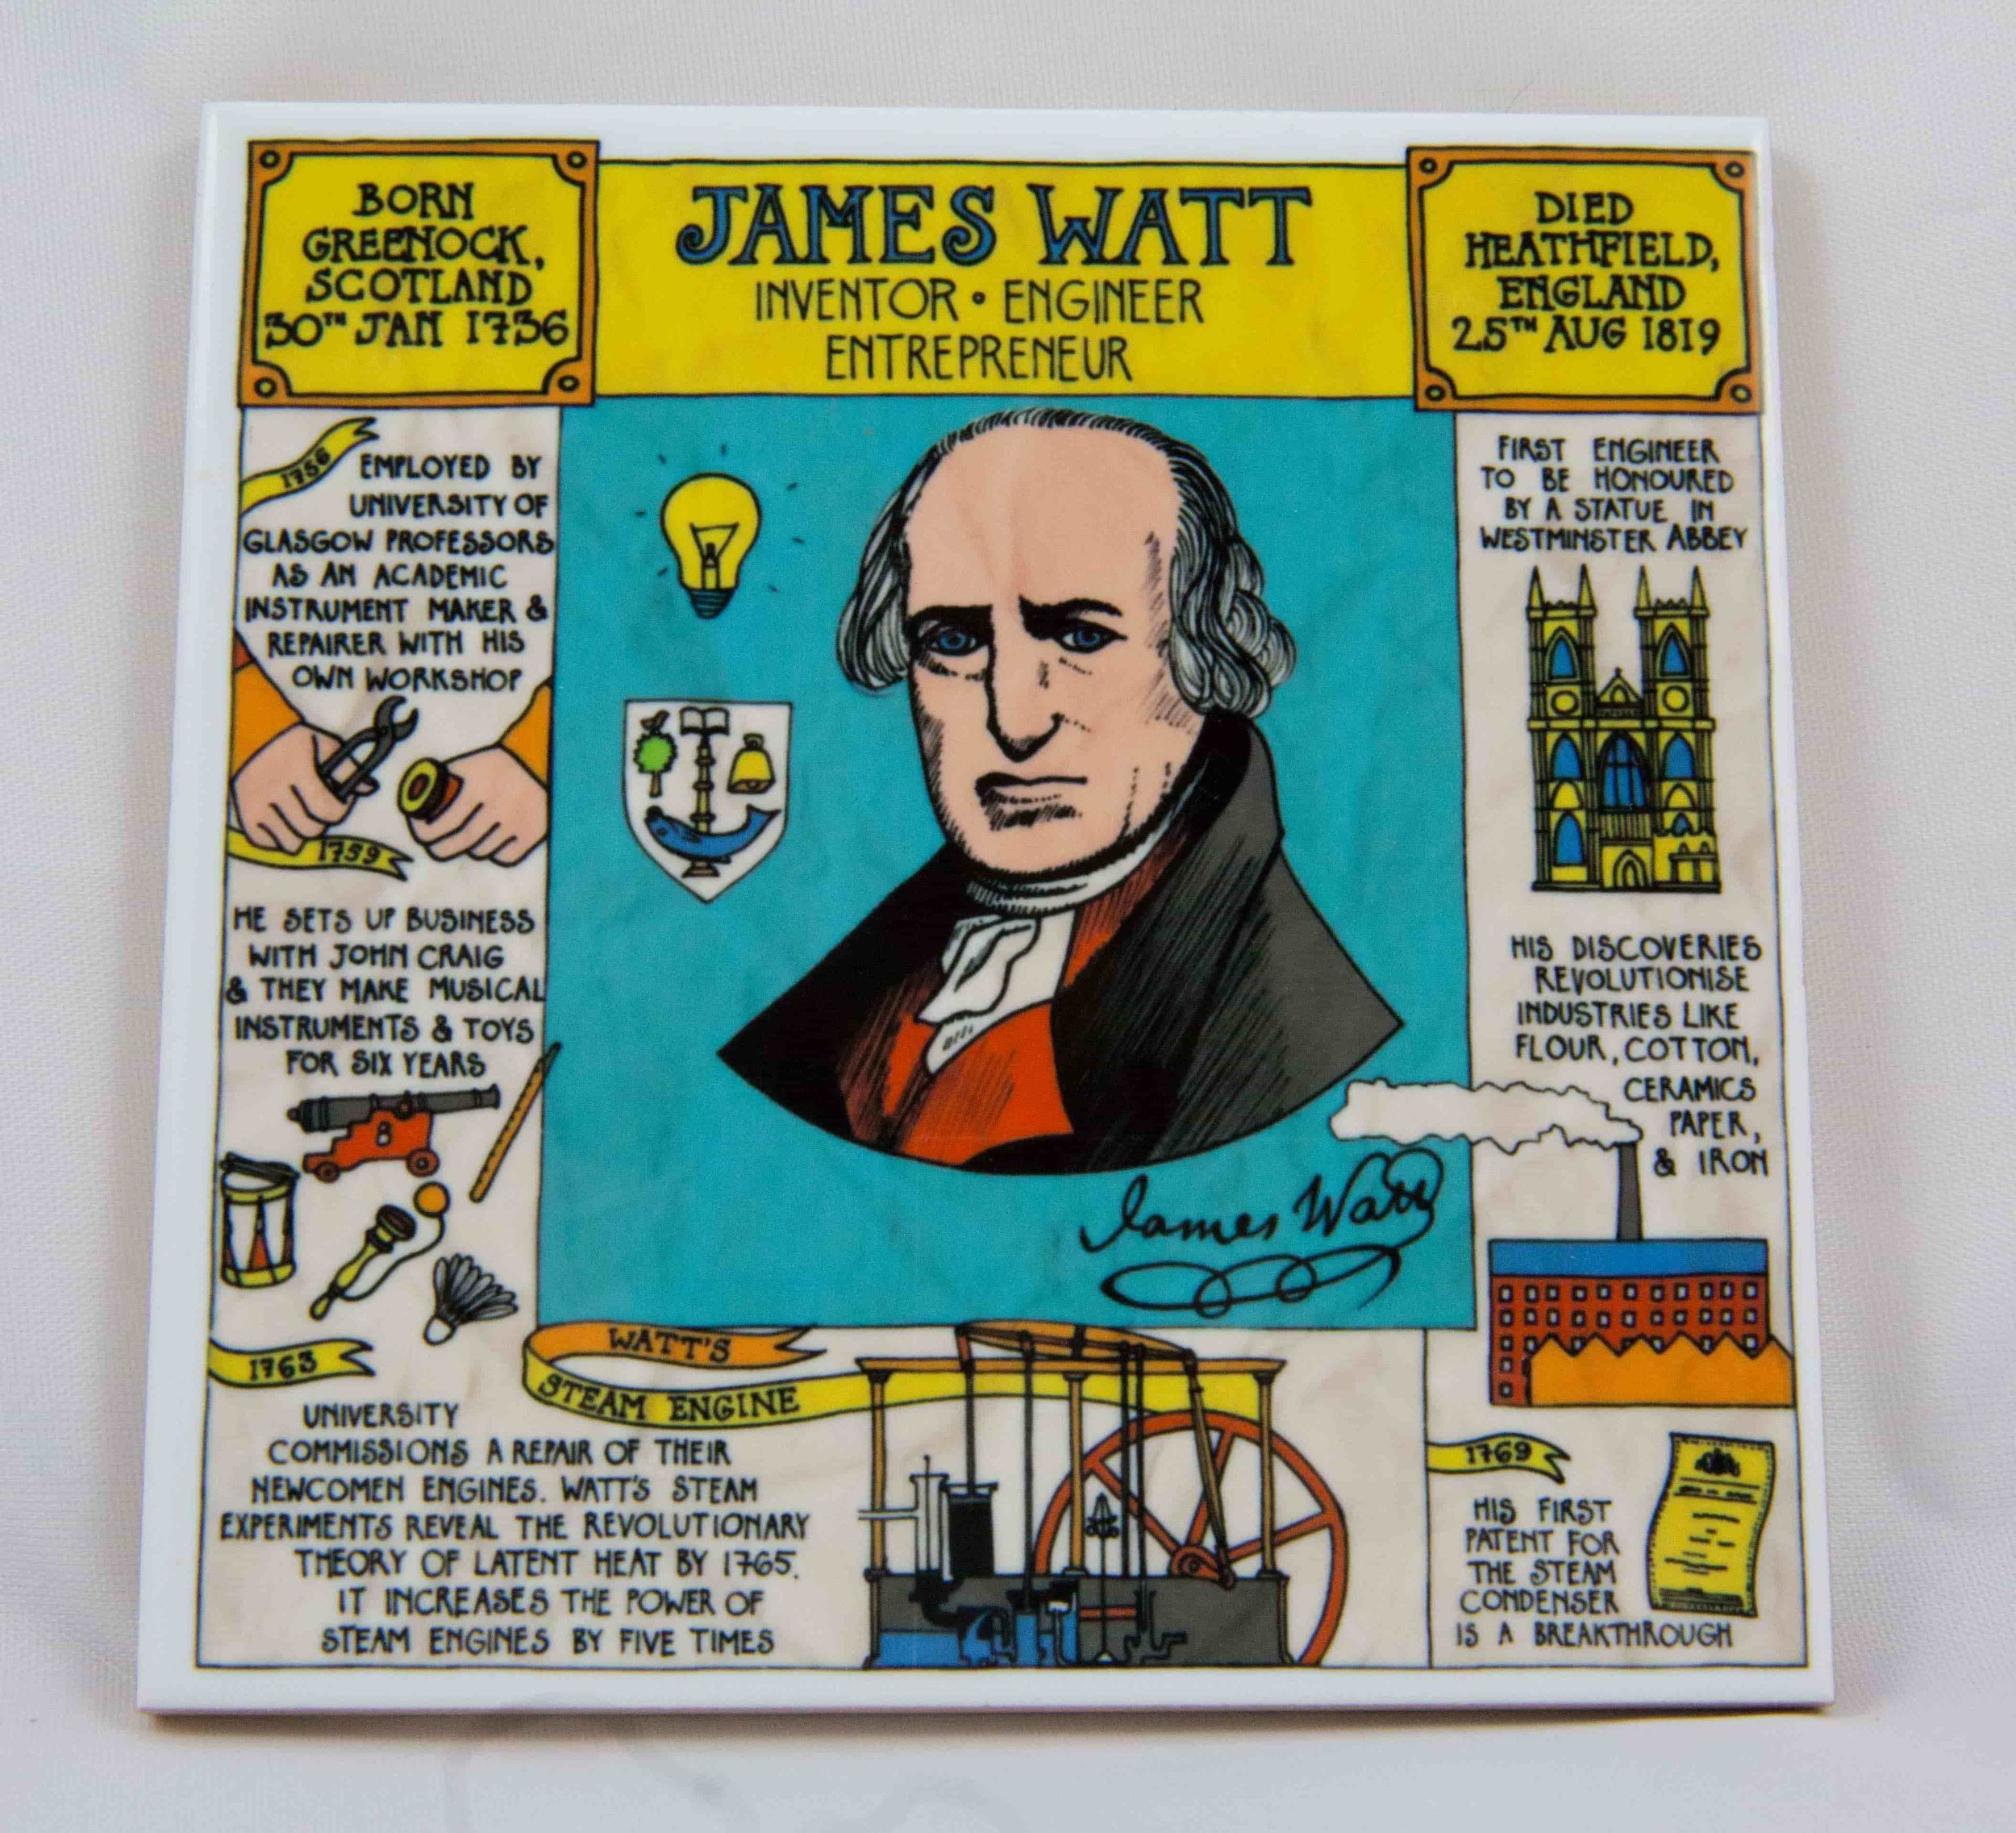 BORN
GREENOCK,
SCOTLAND
30TH JAN 1736
JAMES WATT
INVENTOR • ENGINEER
ENTREPRENEUR
DIED
HEATHFIELD,
ENGLAND
25TH AUG 1819
1756
EMPLOYED BY
UNIVERSITY OF
GLASGOW PROFESSORS
AS AN ACADEMIC
INSTRUMENT MAKER &
REPAIRER WITH HIS
OWN WORKSHOP
1759
HE SETS UP BUSINESS
WITH JOHN CRAIG
& THEY MAKE MUSICAL
INSTRUMENTS & TOYS
FOR SIX YEARS
8
1763
UNIVERSITY
COMMISSIONS A REPAIR OF THEIR
NEWCOMEN ENGINES. WATT'S STEAM
EXPERIMENTS REVEAL THE REVOLUTIONARY
THEORY OF LATENT HEAT BY 1765.
IT INCREASES THE POWER OF
STEAM ENGINES BY FIVE TIMES
James Watt
WATT'S
STEAM ENGINE
FIRST ENGINEER
TO BE HONOURED
BY A STATUE IN
WESTMINSTER ABBEY
HIS DISCOVERIES
REVOLUTIONISE
INDUSTRIES LIKE
FLOUR, COTTON,
CERAMICS
PAPER,
& IRON
1769
HIS FIRST
PATENT FOR
THE STEAM
CONDENSER
IS A BREAKTHROUGH